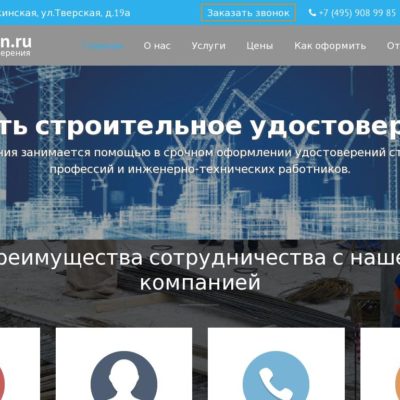 кинская, ул.Тверская, д.19а
Заказать звонок
+7 (495) 908 99 85
n.ru
ерения
Главная
О нас
Услуги
Цены
Как оформить
От
ть строительное удостовер
ния занимается помощью в срочном оформлении удостоверений ст
профессий и инженерно-технических работников.
реимущества сотрудничества с наше
компанией